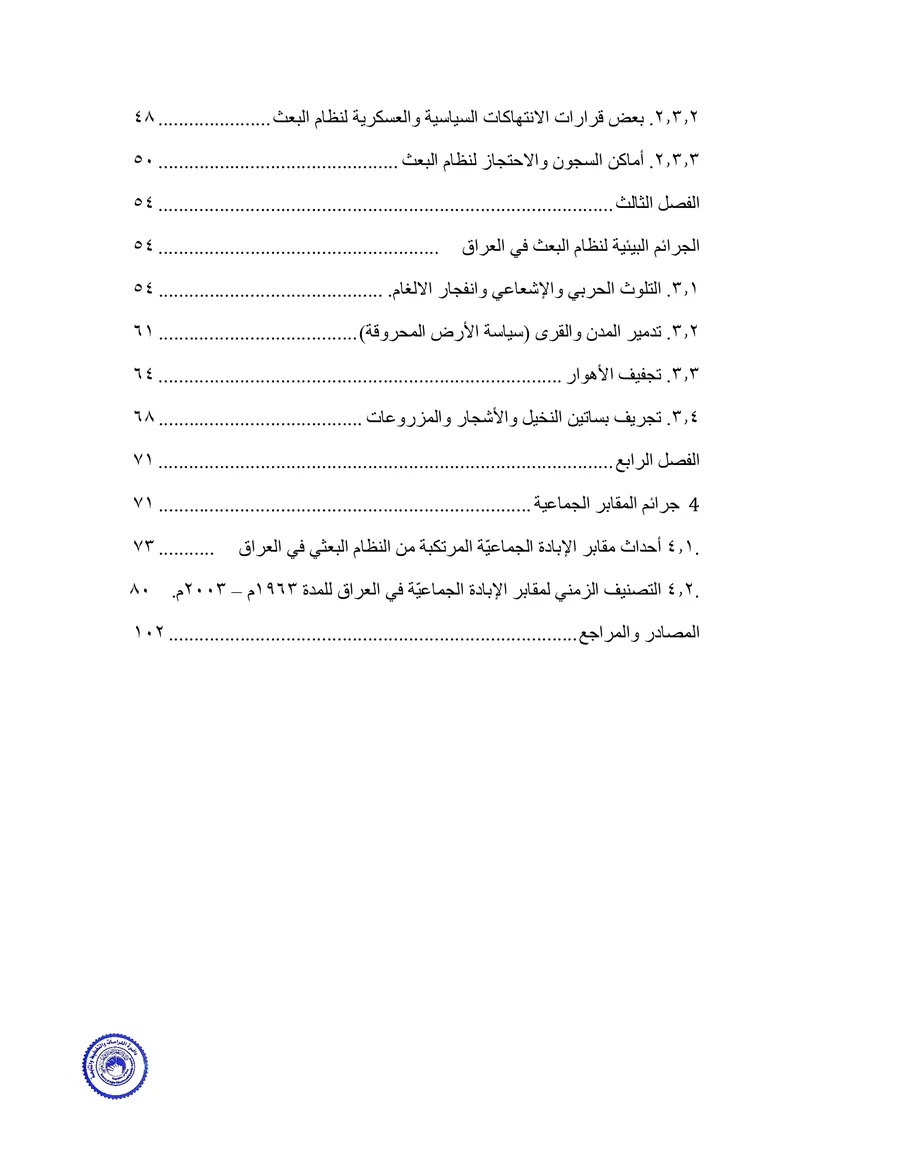 ٢,٣,٢. بعض قرارات الانتهاكات السياسية والعسكرية لنظام البعث ...................... ٤٨
٢,٣,٣. أماكن السجون والاحتجاز لنظام البعث ............................................... ٥٠
الفصل الثالث ......................................................................................... ٥٤
الجرائم البيئية لنظام البعث في العراق ....................................................... ٥٤
٣,١. التلوث الحربي والإشعاعي وانفجار الالغام. ............................................ ٥٤
٣,٢. تدمير المدن والقرى (سياسة الأرض المحروقة) ....................................... ٦١
٣,٣. تجفيف الأهوار ............................................................................... ٦٤
٣,٤. تجريف بساتين النخيل والأشجار والمزروعات ........................................ ٦٨
الفصل الرابع ......................................................................................... ٧١
4 جرائم المقابر الجماعية ......................................................................... ٧١
.٤,١ أحداث مقابر الإبادة الجماعيّة المرتكبة من النظام البعثي في العراق ........... ٧٣
.٤,٢ التصنيف الزمني لمقابر الإبادة الجماعيّة في العراق للمدة ١٩٦٣م – ٢٠٠٣م. ٨٠
المصادر والمراجع ................................................................................ ١٠٢
دائرة الدراسات والتخطيط والمتابعة